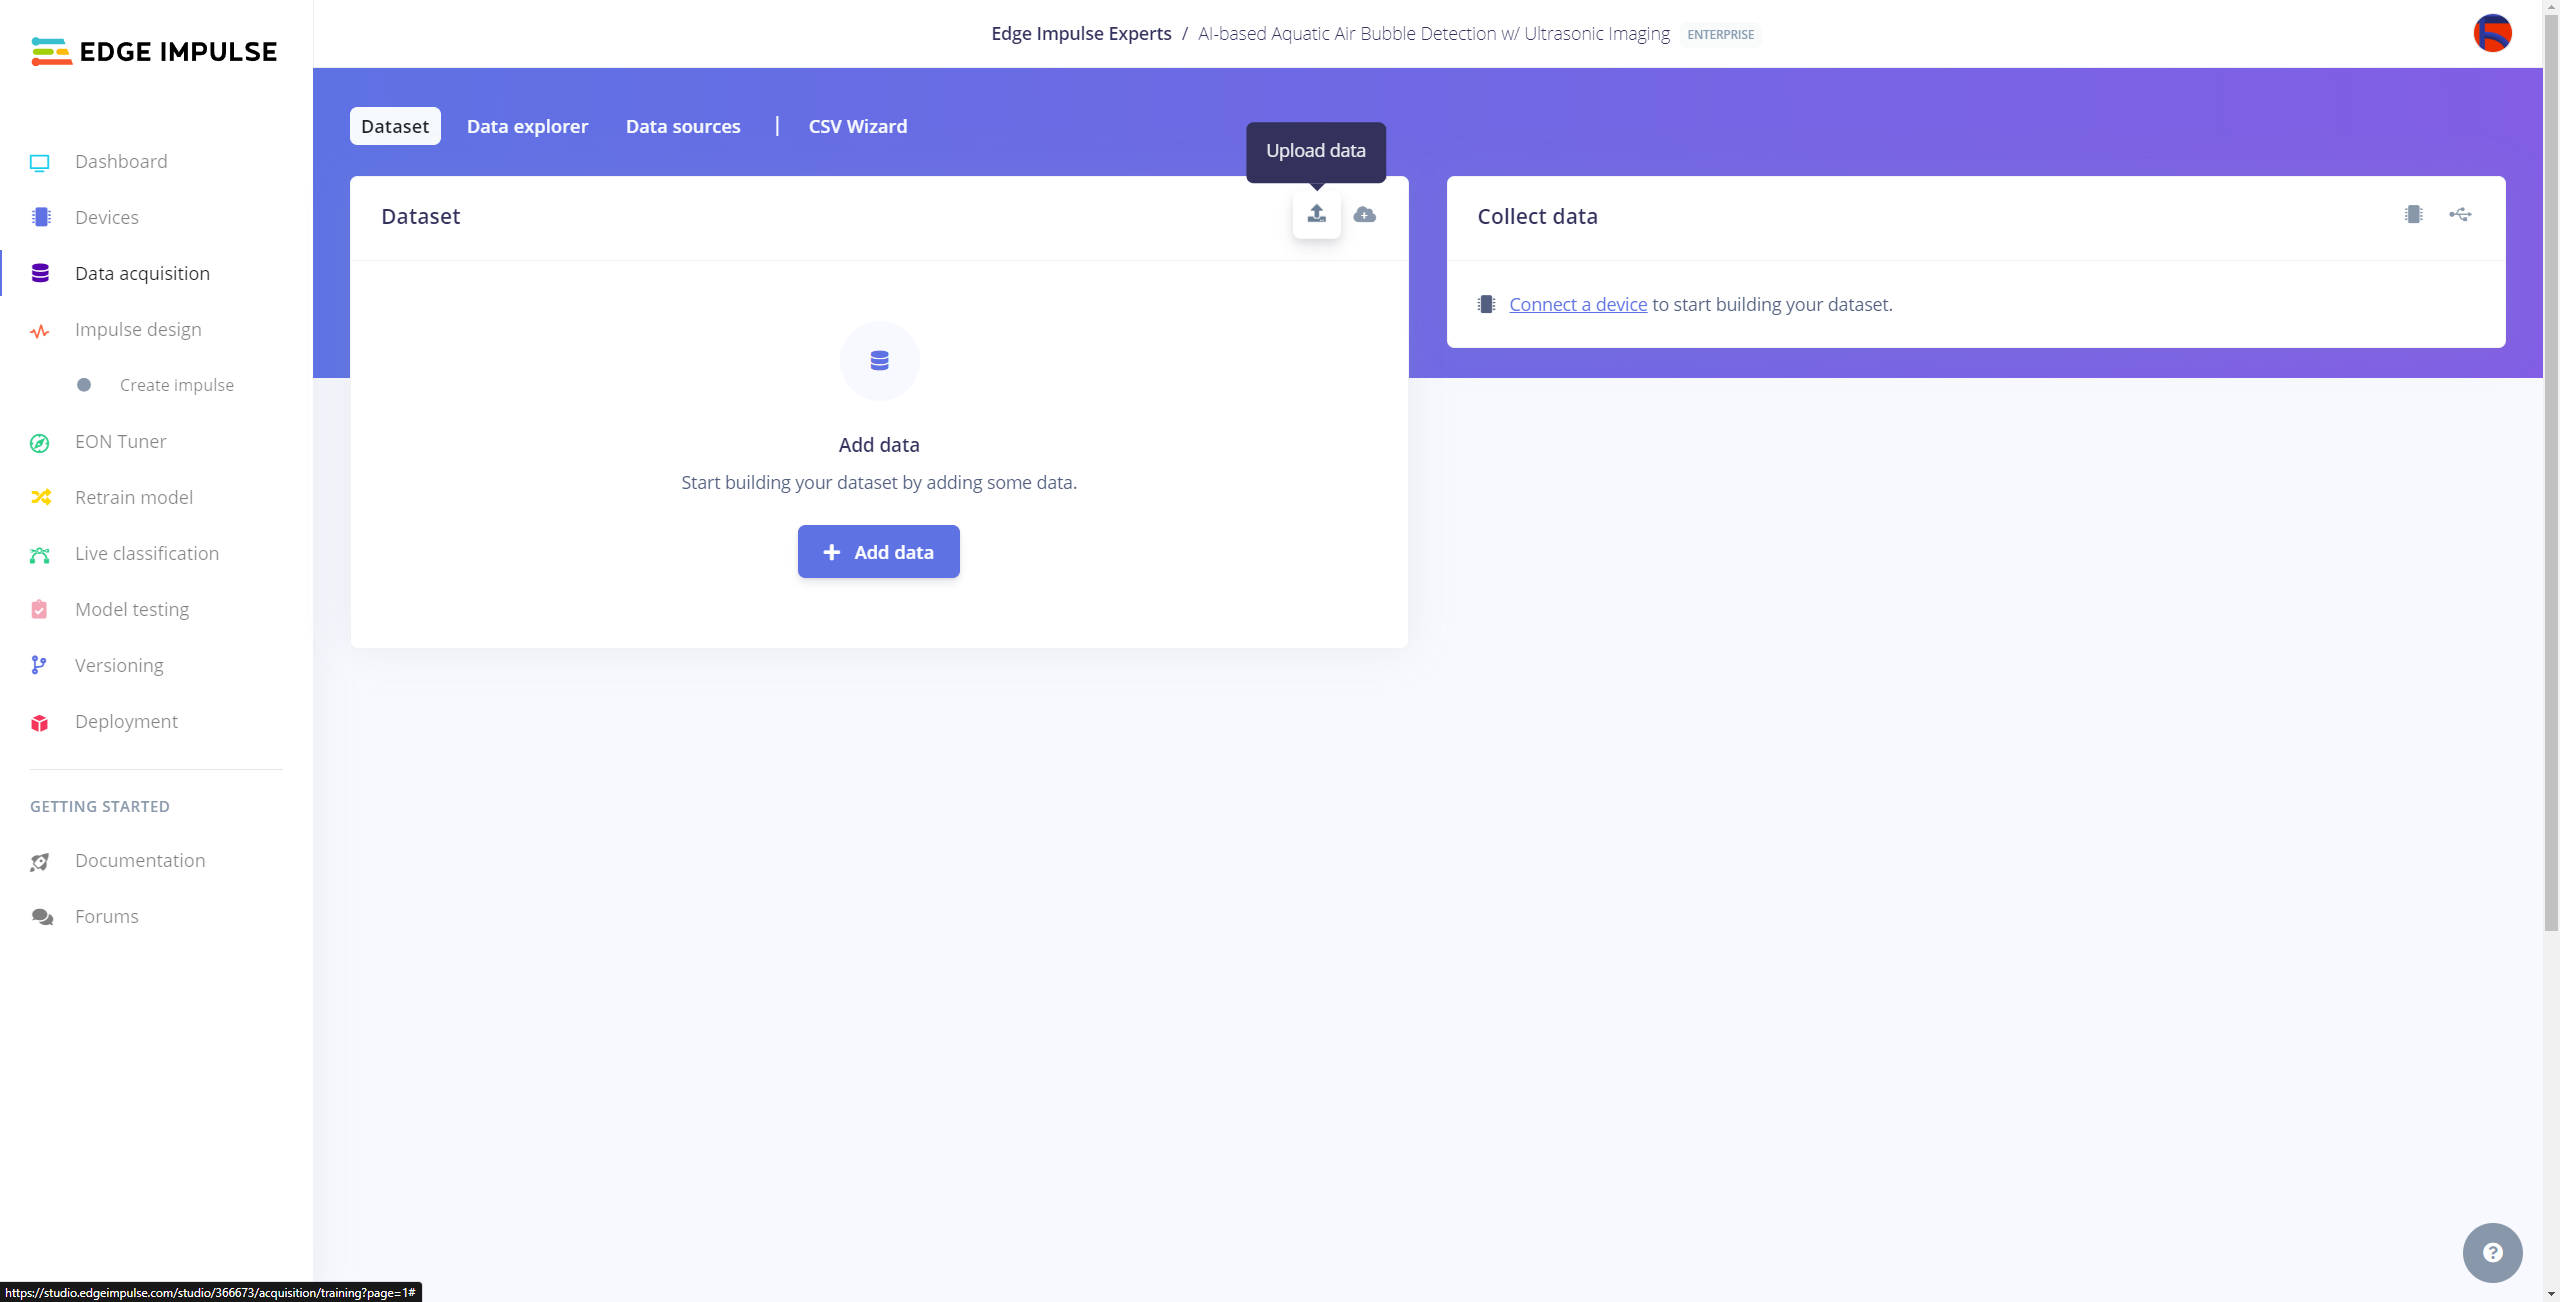 EDGE IMPULSE
Edge Impulse Experts / AI-based Aquatic Air Bubble Detection w/ Ultrasonic Imaging ENTERPRISE
Dashboard
Devices
Data acquisition
Impulse design
Create impulse
EON Tuner
Retrain model
Live classification
Model testing
Versioning
Deployment
GETTING STARTED
Documentation
Forums
Dataset Data explorer Data sources | CSV Wizard
Upload data
Dataset
Add data
Start building your dataset by adding some data.
+ Add data
Collect data
Connect a device to start building your dataset.
?
https://studio.edgeimpulse.com/studio/366673/acquisition/training?page=1#